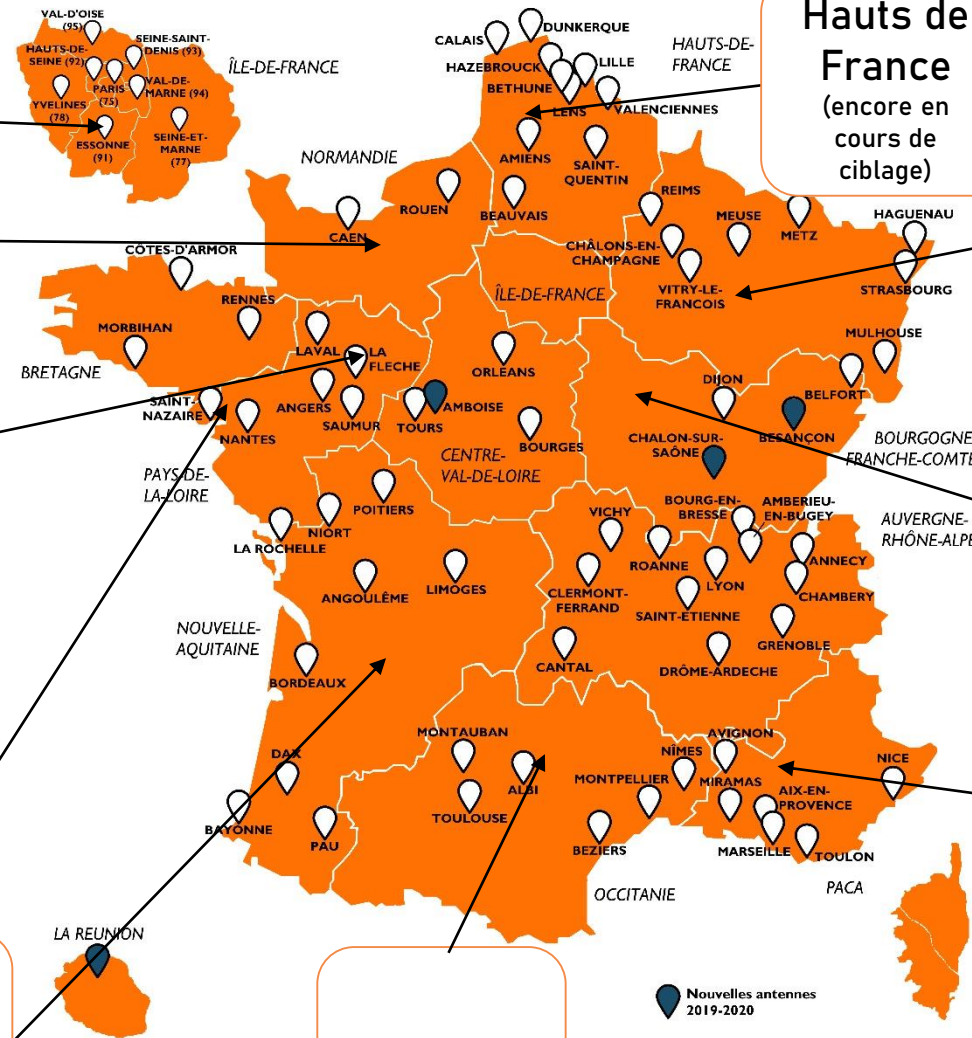 VAL-D'OISE
(95)
HAUTS-DE-
SEINE (92)
SEINE-SAINT-
DENIS (93)
PARIS
(75)
VAL-DE-
MARNE (94)
YVELINES
(78)
ESSONNE
(91)
SEINE-ET-
MARNE
(77)
ÎLE-DE-FRANCE
Hauts de
France
(encore en
cours de
ciblage)
CALAIS
DUNKERQUE
HAZEBROUCK
LILLE
BETHUNE
LENS
VALENCIENNES
HAUTS-DE-
FRANCE
AMIENS
SAINT-
QUENTIN
BEAUVAIS
NORMANDIE
ROUEN
CAEN
REIMS
MEUSE
METZ
HAGUENAU
CHÂLONS-EN-
CHAMPAGNE
VITRY-LE-
FRANCOIS
STRASBOURG
MULHOUSE
CÔTES-D'ARMOR
RENNES
MORBIHAN
BRETAGNE
ÎLE-DE-FRANCE
LAVAL
LA
FLECHE
ORLÉANS
SAINT-
NAZAIRE
NANTES
ANGERS
SAUMUR
TOURS
AMBOISE
BOURGES
CENTRE-
VAL-DE-LOIRE
PAYS-DE-
LA-LOIRE
DIJON
BELFORT
BESANÇON
CHALON-SUR-
SAÔNE
BOURGOGNE
FRANCHE-COMTÉ
POITIERS
NIORT
LA ROCHELLE
ANGOULÊME
LIMOGES
NOUVELLE-
AQUITAINE
BORDEAUX
VICHY
ROANNE
BOURG-EN-
BRESSE
AMBERIEU-
EN-BUGEY
AUVERGNE-
RHÔNE-ALPE
ANNECY
CHAMBERY
LYON
CLERMONT-
FERRAND
SAINT-ETIENNE
GRENOBLE
CANTAL
DRÔME-ARDECHE
MONTAUBAN
ALBI
TOULOUSE
DAX
BAYONNE
PAU
AVIGNON
NÎMES
MONTPELLIER
MIRAMAS
AIX-EN-
PROVENCE
NICE
BEZIERS
MARSEILLE
TOULON
OCCITANIE
PACA
LA REUNION
Nouvelles antennes
2019-2020